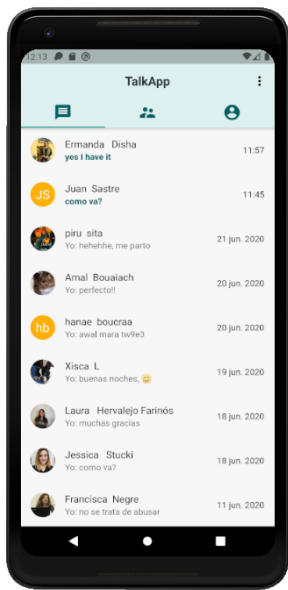 12:13
TalkApp
Ermanda Disha
yes I have it
11:57
JS
Juan Sastre
como va?
11:45
piru sita
Yo: hehehhe, me parto
21 jun. 2020
Amal Bouaiach
Yo: perfecto!!
20 jun. 2020
hb
hanae boucraa
Yo: awal mara tw9e3
20 jun. 2020
Xisca L
Yo: buenas noches, 😀
19 jun. 2020
Laura Hervalejo Farinós
Yo: muchas gracias
18 jun. 2020
Jessica Stucki
Yo: como va?
18 jun. 2020
Francisca Negre
Yo: no se trata de abusar
11 jun. 2020